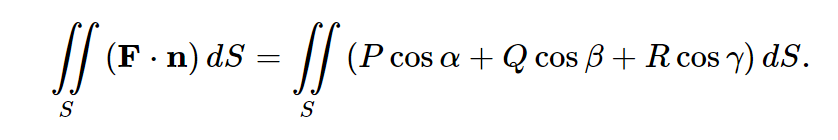 ∬_S (𝐅 · 𝐧) dS = ∬_S (P cos α + Q cos β + R cos γ) dS.